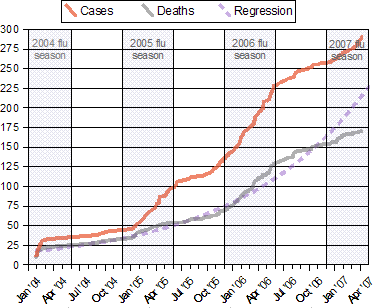 Cases Deaths Regression
300
275
250
225
200
175
150
125
100
75
50
25
0
2004 flu
season
2005 flu
season
2006 flu
season
2007 flu
season
Jan '04 Apr '04 Jul '04 Oct '04 Jan '05 Apr '05 Jul '05 Oct '05 Jan '06 Apr '06 Jul '06 Oct '06 Jan '07 Apr '07